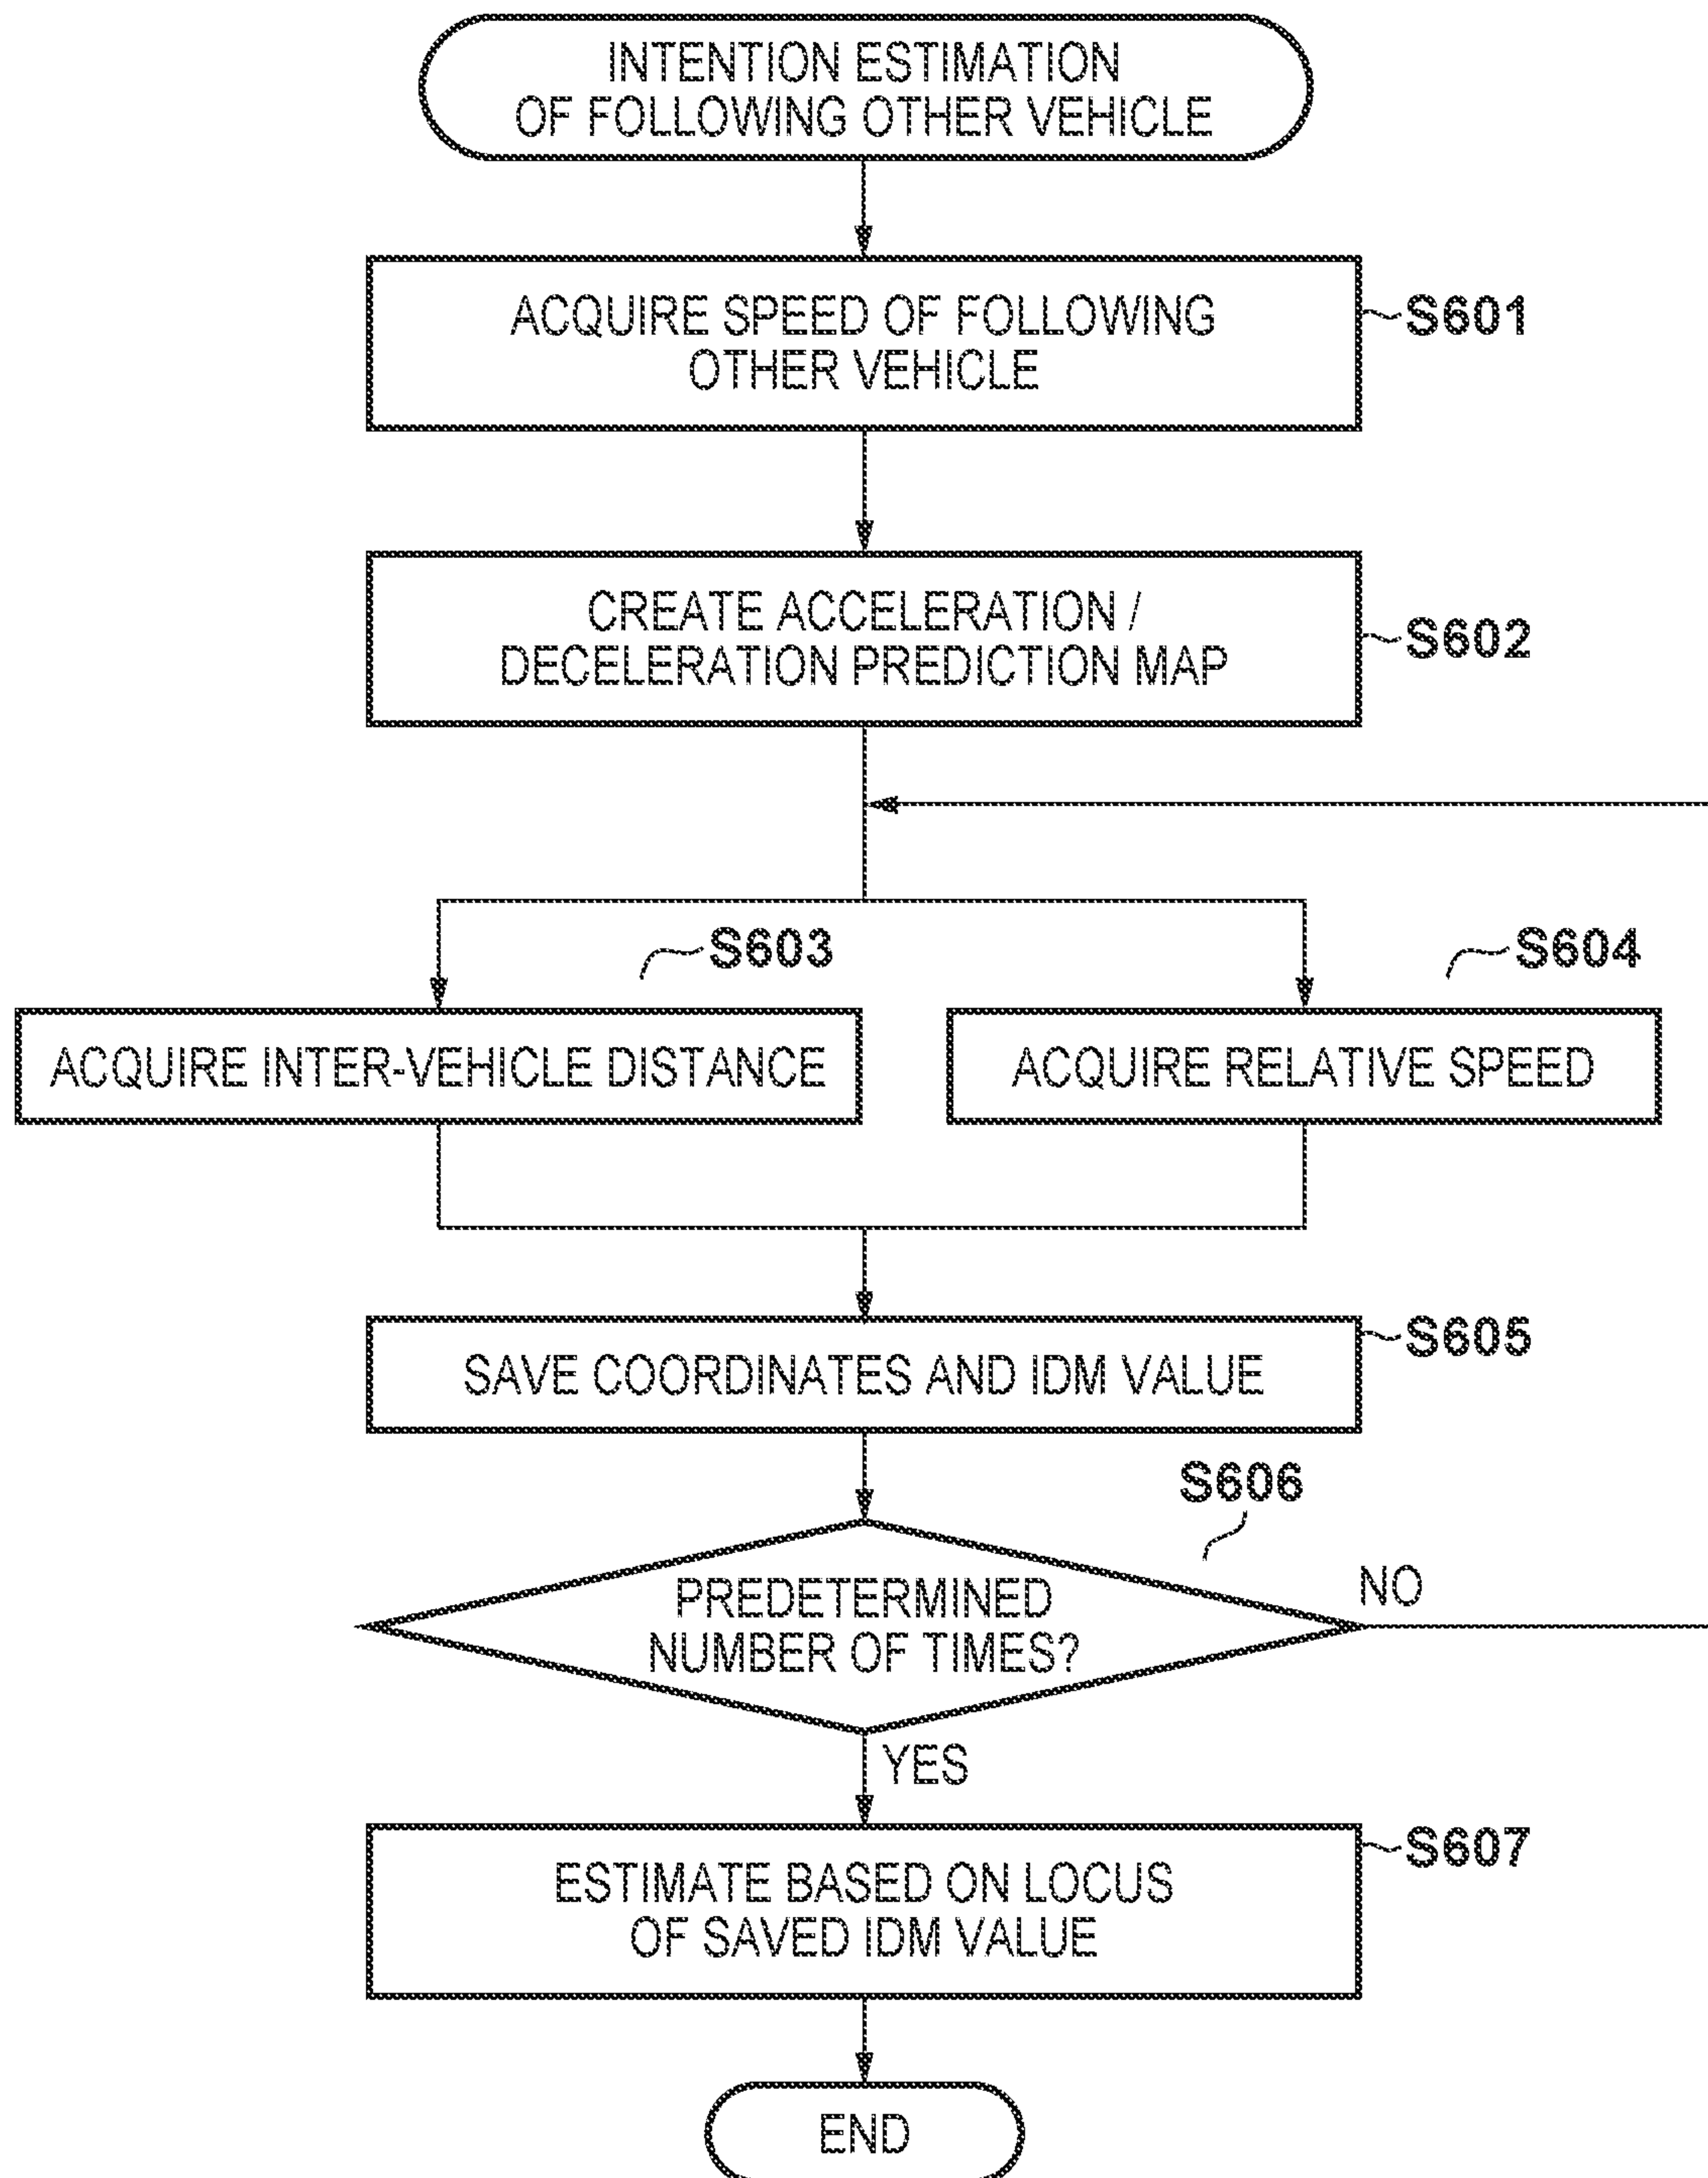 INTENTION ESTIMATION
OF FOLLOWING OTHER VEHICLE
ACQUIRE SPEED OF FOLLOWING
OTHER VEHICLE
S601
CREATE ACCELERATION /
DECELERATION PREDICTION MAP
S602
S603
S604
ACQUIRE INTER-VEHICLE DISTANCE
ACQUIRE RELATIVE SPEED
SAVE COORDINATES AND IDM VALUE
S605
S606
PREDETERMINED
NUMBER OF TIMES?
NO
YES
ESTIMATE BASED ON LOCUS
OF SAVED IDM VALUE
S607
END